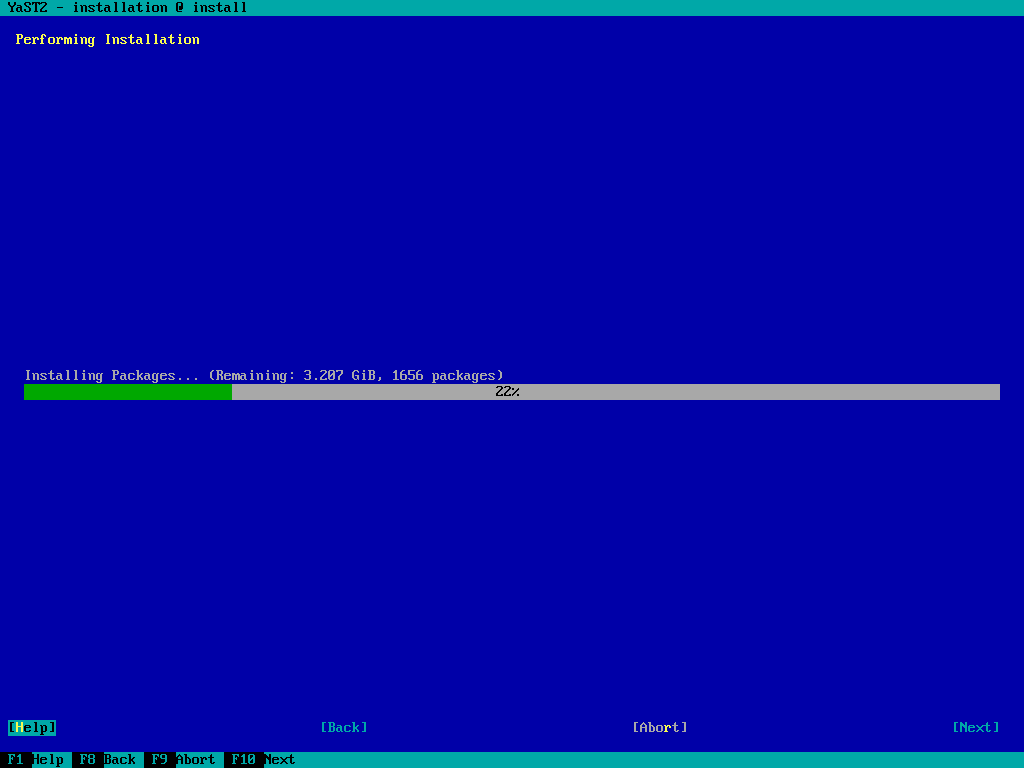 YaST2 - installation @ install
Performing Installation
Installing Packages... (Remaining: 3.207 GiB, 1656 packages)
22%
[Help] [Back] [Abort] [Next]
F1 Help F8 Back F9 Abort F10 Next